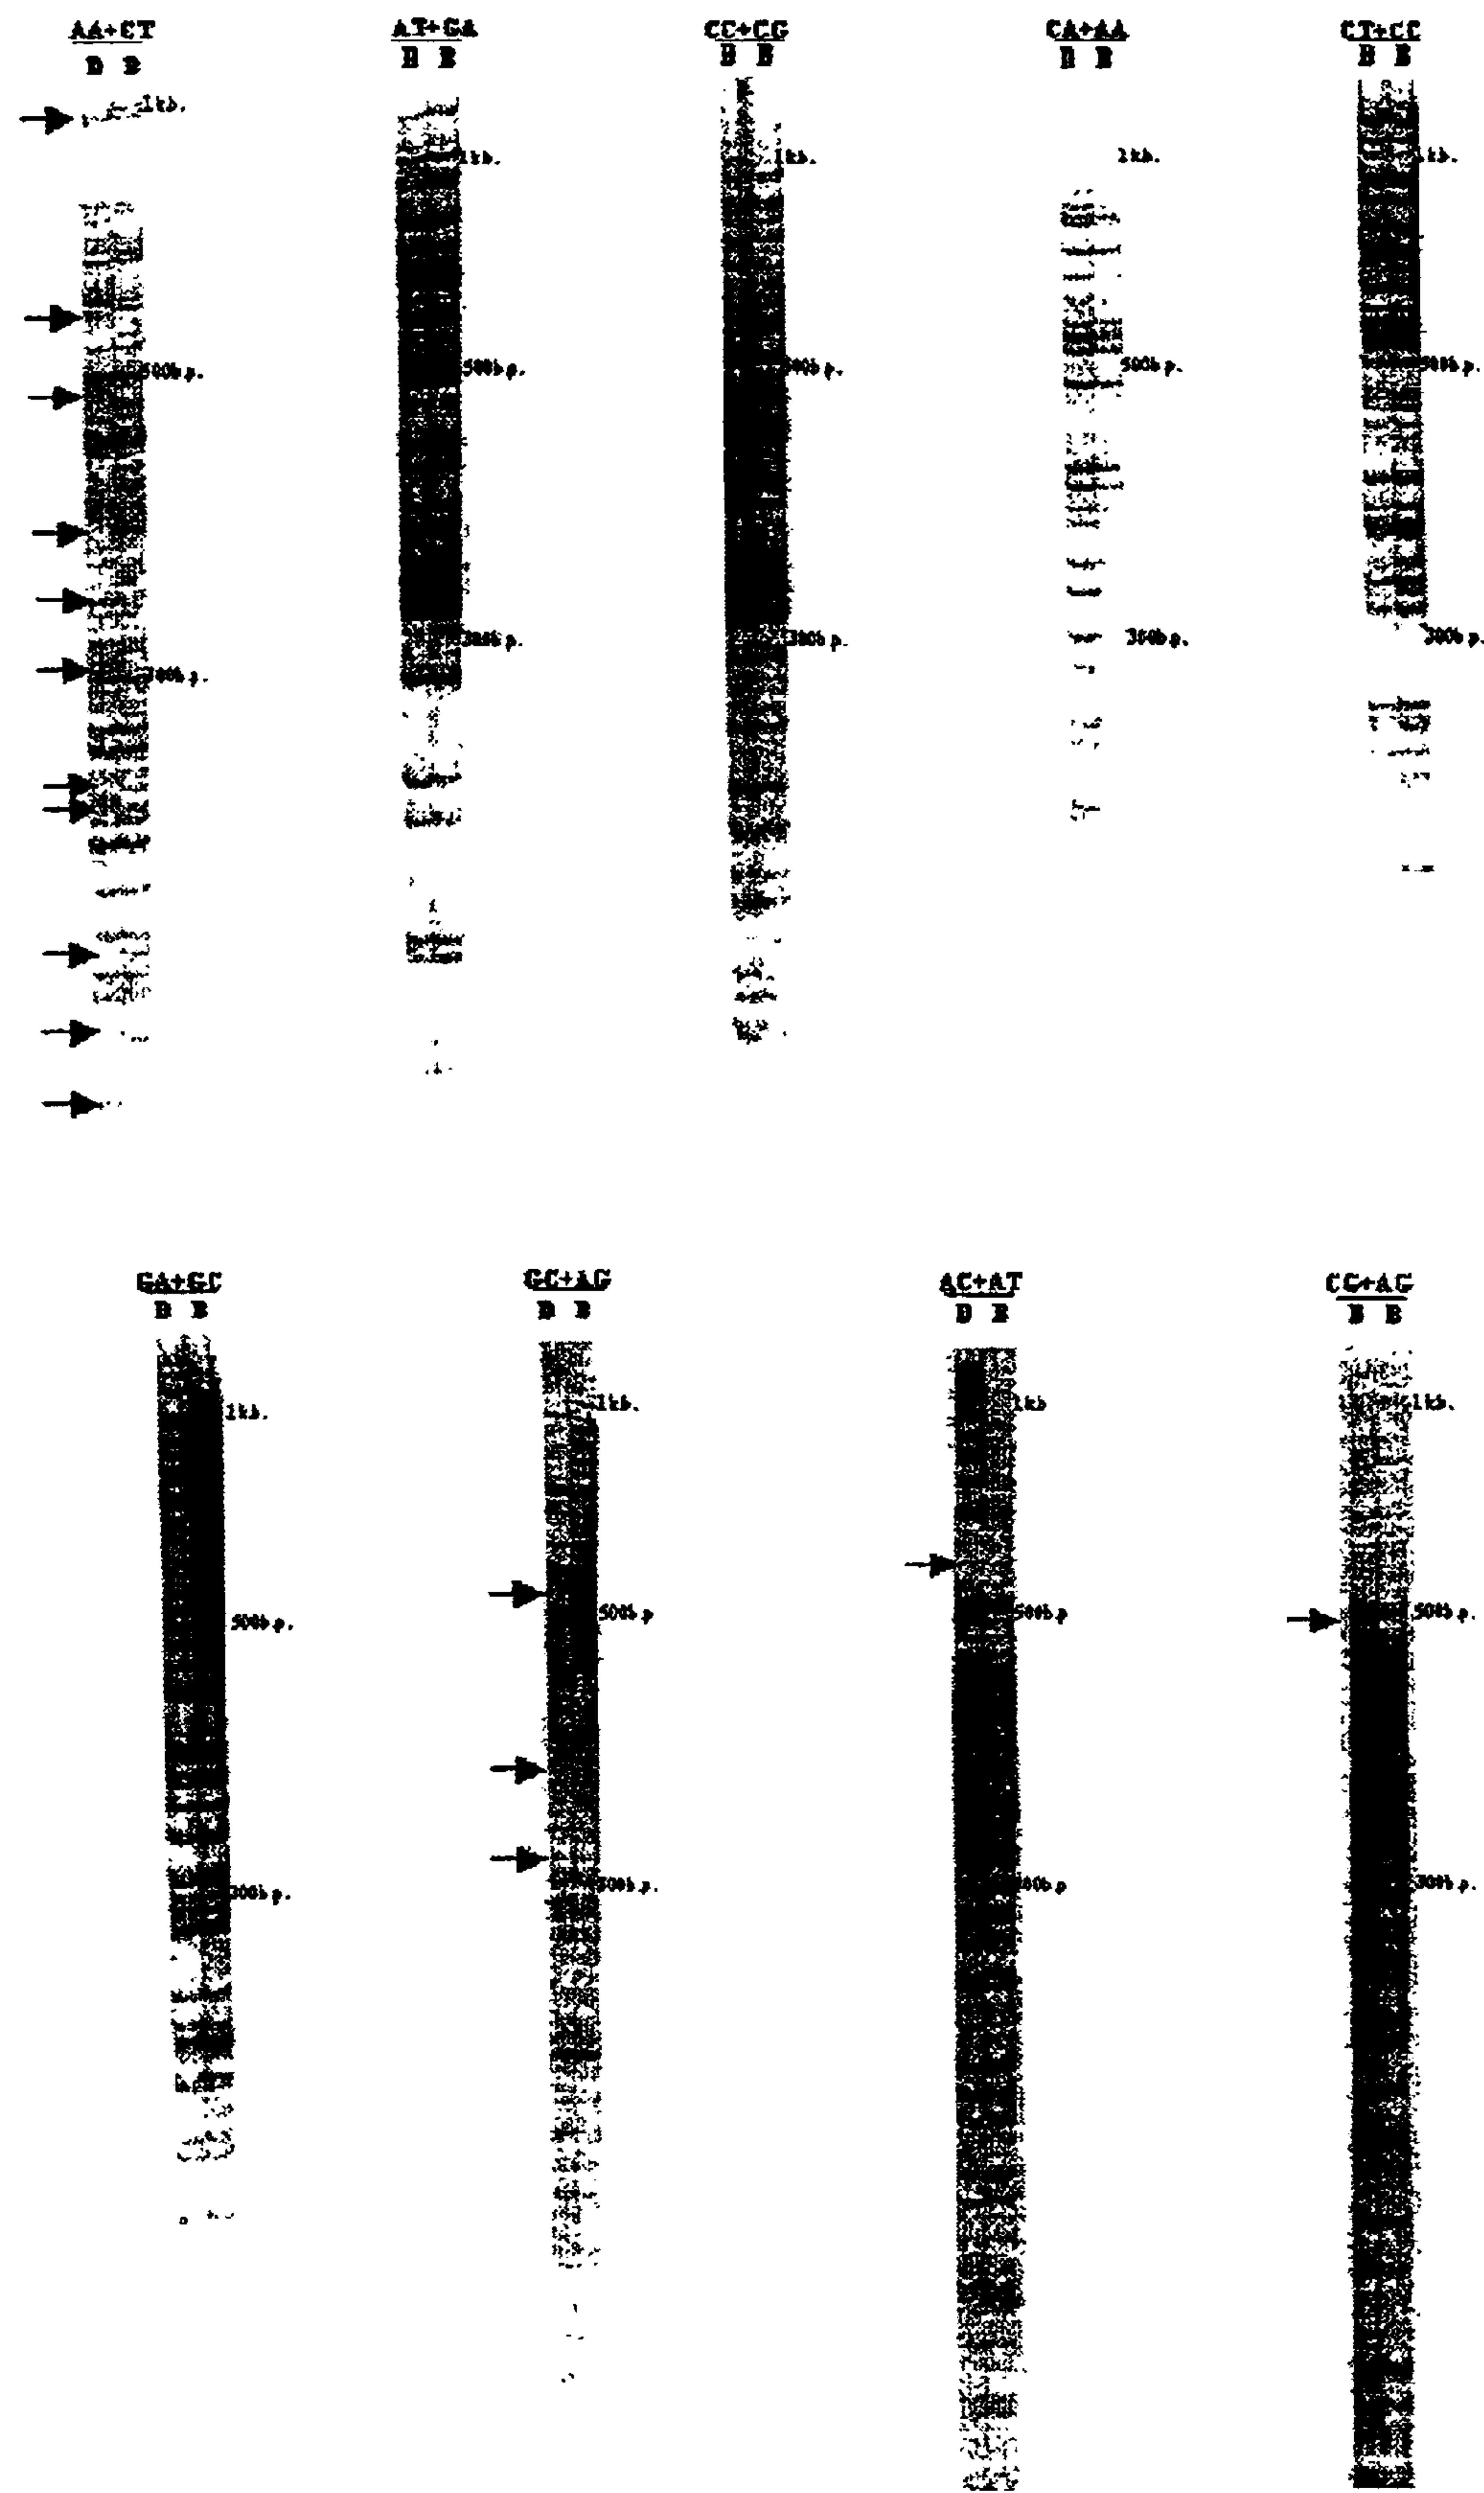 AA+CT
D B
1kb.
500b.p.
300b.p.
AT+GA
D B
1kb.
500b.p.
300b.p.
CC+CG
D B
1kb.
500b.p.
300b.p.
CA+AA
D B
1kb.
500b.p.
300b.p.
CT+CC
D B
1kb.
500b.p.
300b.p.
GA+GC
D B
1kb.
500b.p.
300b.p.
GC+AG
D B
1kb.
500b.p
300b.p.
AC+AT
D B
1kb
500b.p
300b.p
CC+AG
D B
1kb.
500b.p.
300b.p.